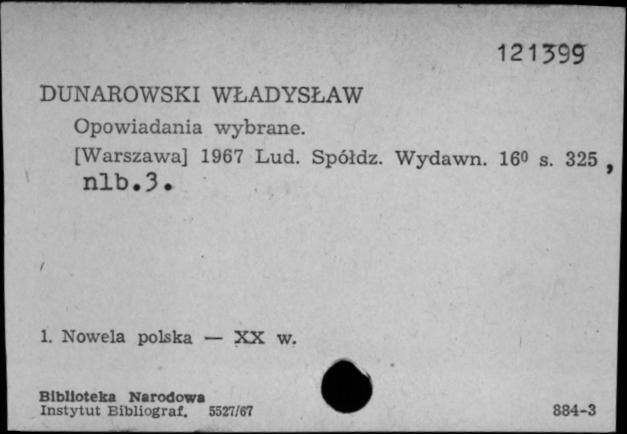 121399
DUNAROWSKI WŁADYSŁAW
Opowiadania wybrane.
[Warszawa] 1967 Lud. Spółdz. Wydawn. 16⁰ s. 325 ,
nlb.3.
1. Nowela polska — XX w.
Biblioteka Narodowa
Instytut Bibliograf. 5527/67
884-3